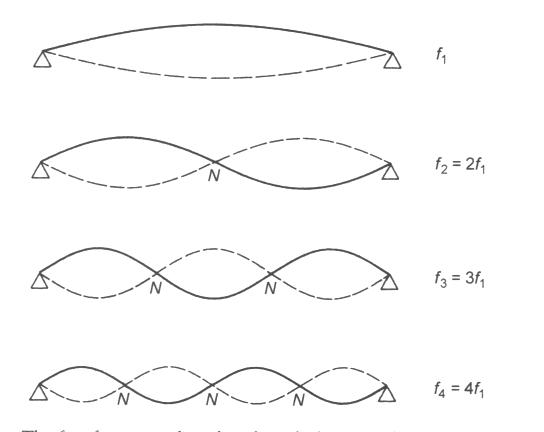 f1
f2 = 2f1
N
f3 = 3f1
N N
f4 = 4f1
N N N